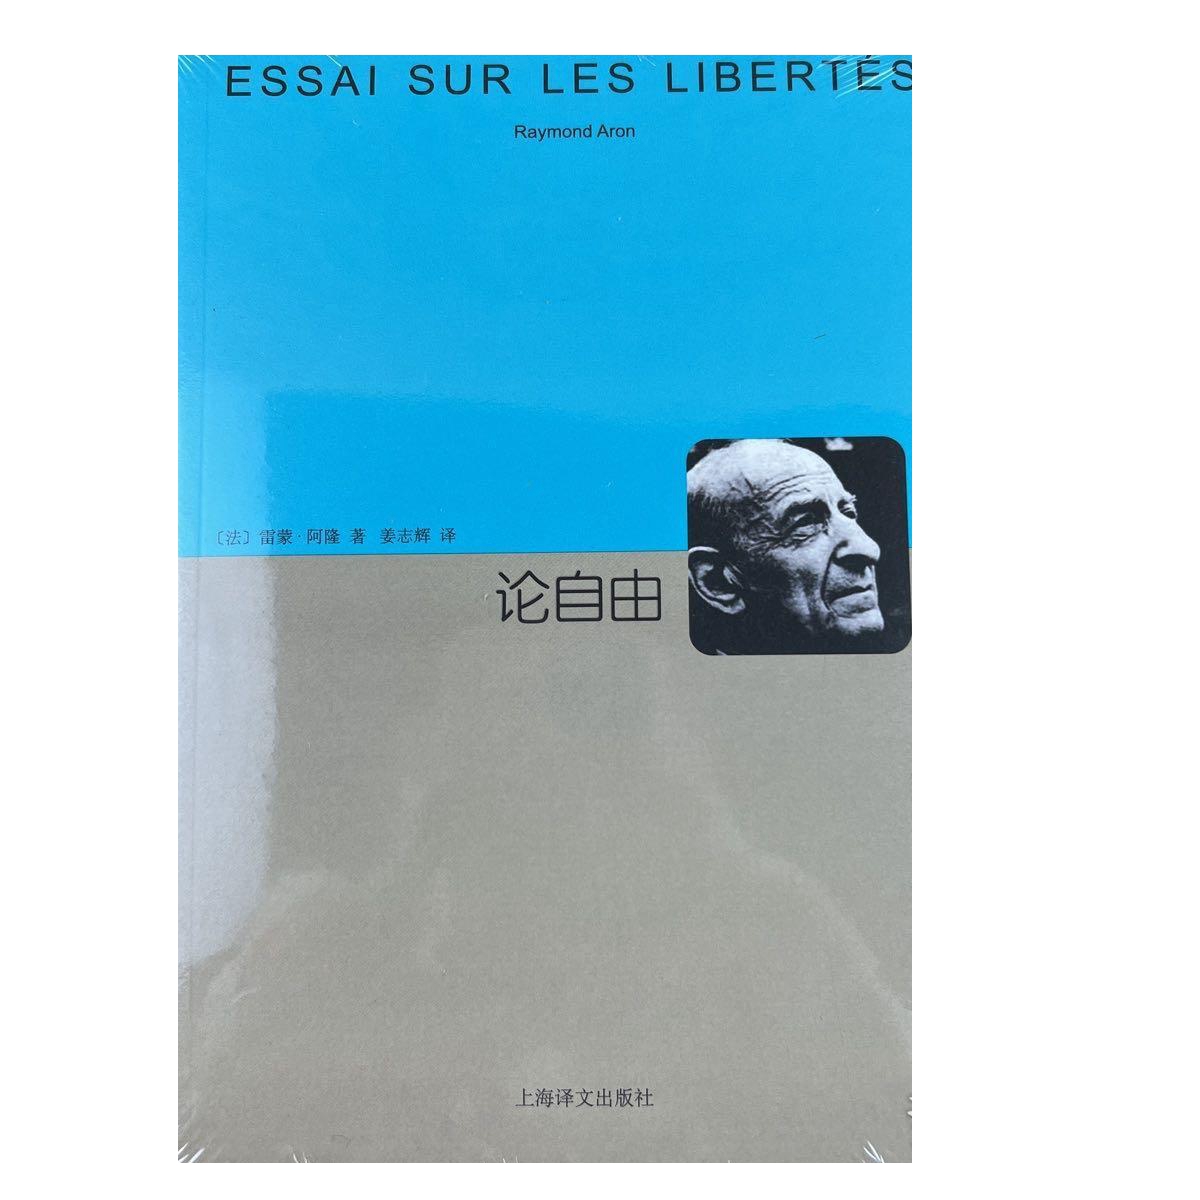 ESSAI SUR LES LIBERTÉS
Raymond Aron
〔法〕雷蒙·阿隆 著 姜志辉 译
论自由
上海译文出版社